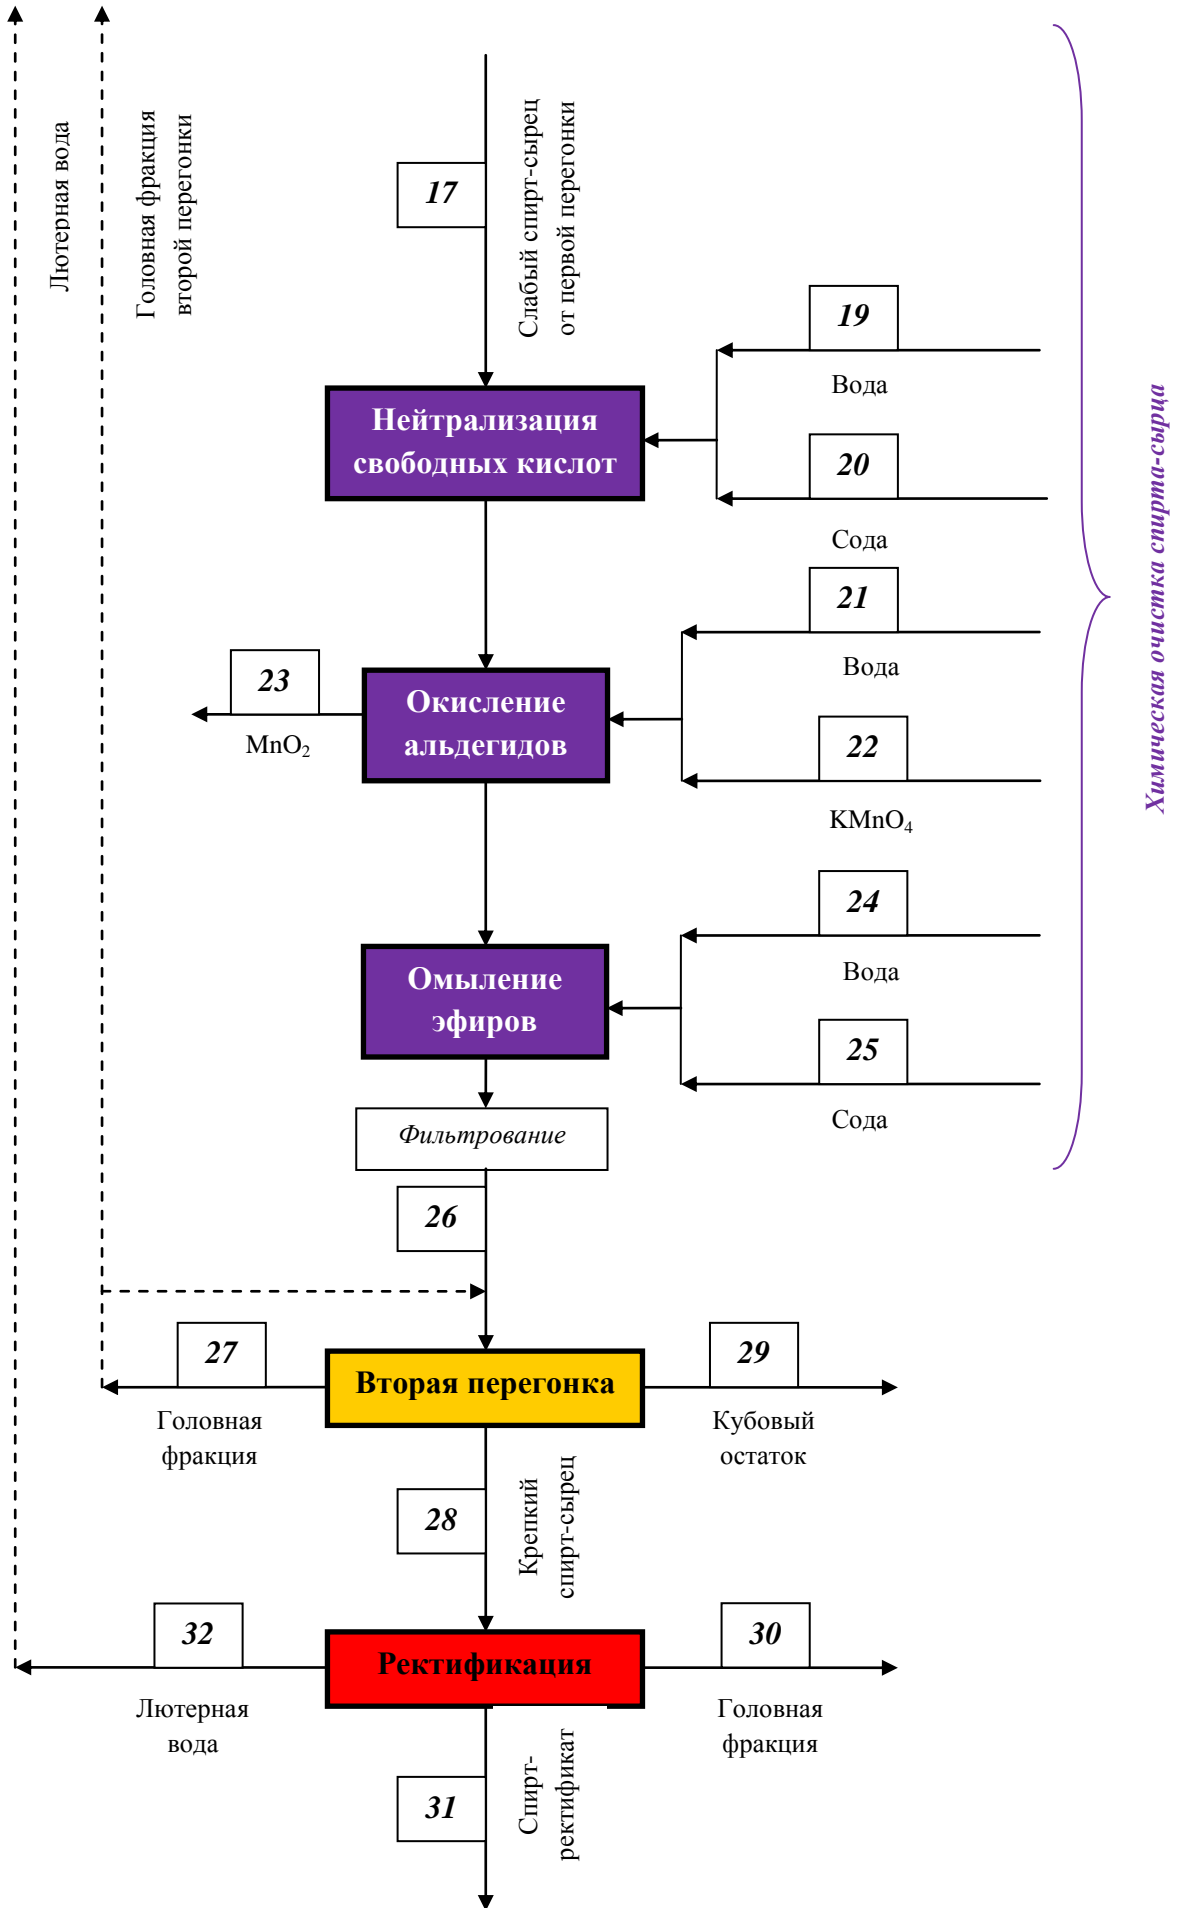 Лютерная вода
Головная фракция
второй перегонки
17
Слабый спирт-сырец
от первой перегонки
19
Вода
Нейтрализация
свободных кислот
20
Сода
21
Вода
23
MnO₂
Окисление
альдегидов
22
KMnO₄
24
Вода
Омыление
эфиров
25
Сода
Фильтрование
Химическая очистка спирта-сырца
26
27
Головная
фракция
Вторая перегонка
29
Кубовый
остаток
28
Крепкий
спирт-сырец
32
Лютерная
вода
Ректификация
30
Головная
фракция
31
Спирт-
ректификат